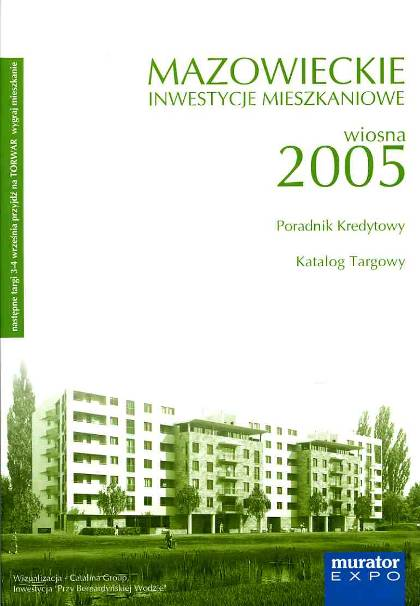 MAZOWIECKIE
INWESTYCJE MIESZKANIOWE
wiosna
2005
Poradnik Kredytowy
Katalog Targowy
następne targi 3-4 września przyjdź na TORWAR wygraj mieszkanie
Wizualizacja - Catalina Group,
Inwestycja "Przy Bernardyńskiej Wodzie"
murator
EXPO